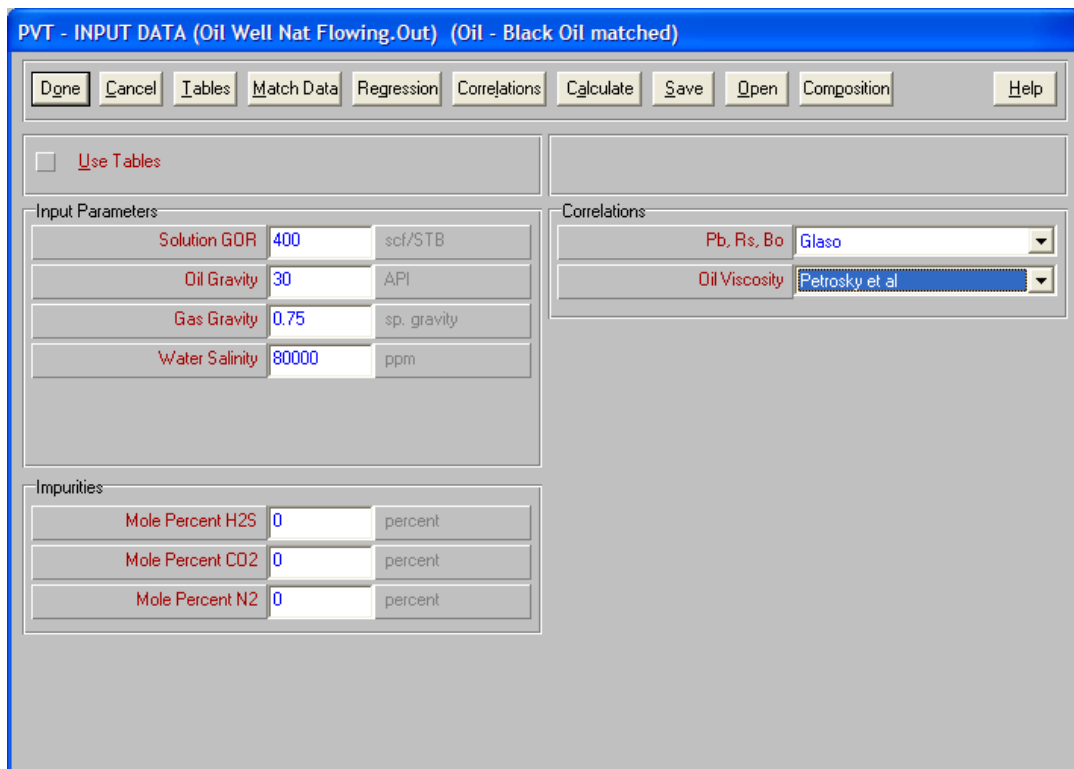 PVT - INPUT DATA (Oil Well Nat Flowing.Out) (Oil - Black Oil matched)
Done Cancel Tables Match Data Regression Correlations Calculate Save Open Composition Help
Use Tables
Input Parameters
Solution GOR 400 scf/STB
Oil Gravity 30 API
Gas Gravity 0.75 sp. gravity
Water Salinity 80000 ppm
Correlations
Pb, Rs, Bo Glaso
Oil Viscosity Petrosky et al
Impurities
Mole Percent H2S 0 percent
Mole Percent CO2 0 percent
Mole Percent N2 0 percent